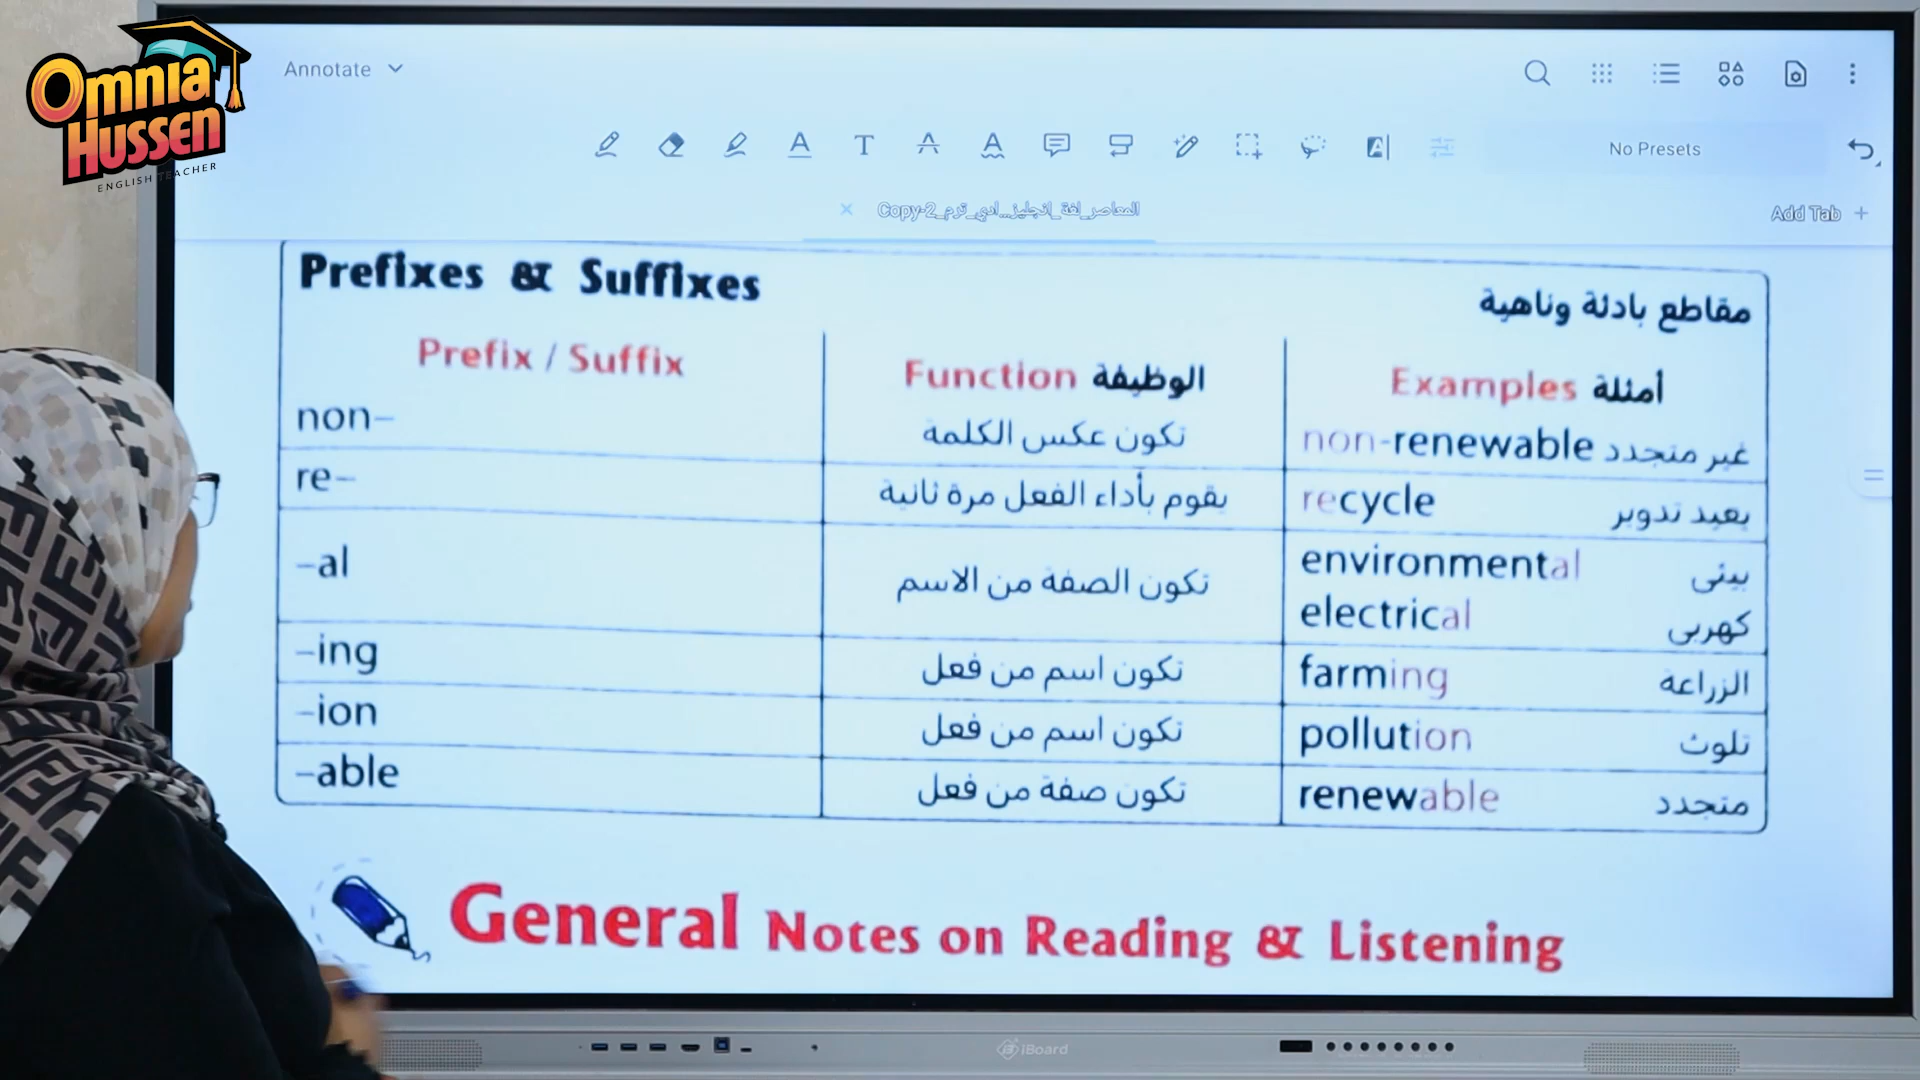 Omnia
Hussen
ENGLISH TEACHER
Annotate
No Presets
المعاصر_لغة_إنجليز...ادي_ترم_2-Copy
Add Tab +
Prefixes & Suffixes مقاطع بادئة وناهية
Prefix / Suffix Function الوظيفة Examples أمثلة
non– تكون عكس الكلمة non-renewable غير متجدد
re– يقوم بأداء الفعل مرة ثانية recycle يعيد تدوير
–al تكون الصفة من الاسم environmental بيئى
electrical كهربى
–ing تكون اسم من فعل farming الزراعة
–ion تكون اسم من فعل pollution تلوث
–able تكون صفة من فعل renewable متجدد
General Notes on Reading & Listening
iBoard